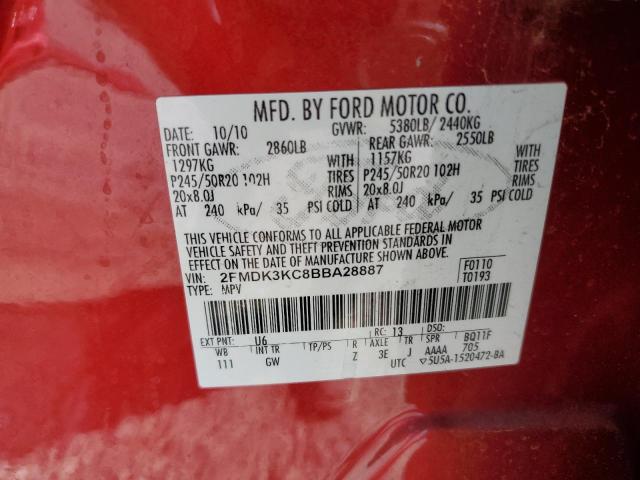 MFD. BY FORD MOTOR CO.
DATE: 10/10 GVWR: 5380LB/ 2440KG
FRONT GAWR: 2860LB REAR GAWR: 2550LB
1297KG WITH 1157KG WITH
P245/50R20 102H TIRES P245/50R20 102H TIRES
20x8.0J RIMS 20x8.0J RIMS
AT 240 kPa/ 35 PSI COLD AT 240 kPa/ 35 PSI COLD
THIS VEHICLE CONFORMS TO ALL APPLICABLE FEDERAL MOTOR
VEHICLE SAFETY AND THEFT PREVENTION STANDARDS IN
EFFECT ON THE DATE OF MANUFACTURE SHOWN ABOVE.
VIN: 2FMDK3KC8BBA28887 F0110
TYPE: MPV T0193
EXT PNT: U6 RC: 13 DSO:
WB INT TR TP/PS R AXLE TR SPR BQ11F
111 GW Z 3E J AAAA 705
UTC ▽5U5A-1520472-BA